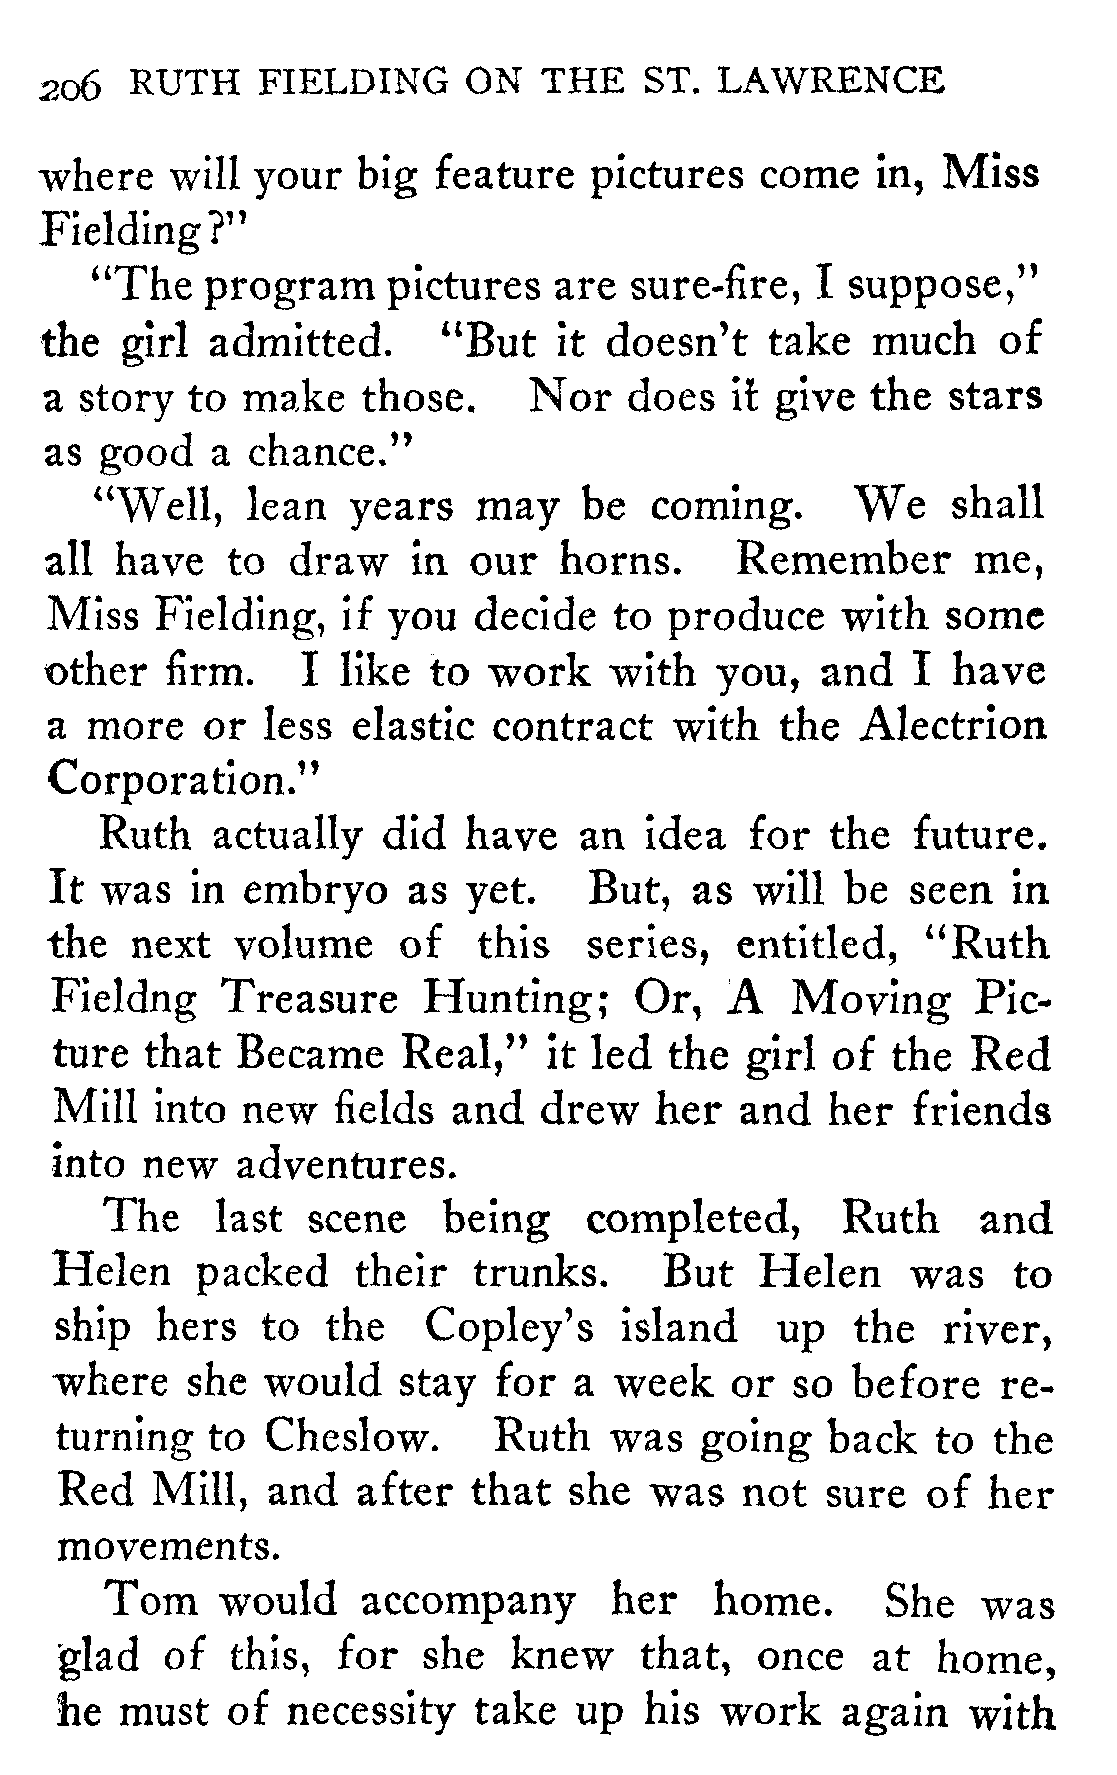 206 RUTH FIELDING ON THE ST. LAWRENCE
where will your big feature pictures come in, Miss
Fielding?"
"The program pictures are sure-fire, I suppose,"
the girl admitted. "But it doesn't take much of
a story to make those. Nor does it give the stars
as good a chance."
"Well, lean years may be coming. We shall
all have to draw in our horns. Remember me,
Miss Fielding, if you decide to produce with some
other firm. I like to work with you, and I have
a more or less elastic contract with the Alectrion
Corporation."
Ruth actually did have an idea for the future.
It was in embryo as yet. But, as will be seen in
the next volume of this series, entitled, "Ruth
Fieldng Treasure Hunting; Or, A Moving Pic-
ture that Became Real," it led the girl of the Red
Mill into new fields and drew her and her friends
into new adventures.
The last scene being completed, Ruth and
Helen packed their trunks. But Helen was to
ship hers to the Copley's island up the river,
where she would stay for a week or so before re-
turning to Cheslow. Ruth was going back to the
Red Mill, and after that she was not sure of her
movements.
Tom would accompany her home. She was
glad of this, for she knew that, once at home,
he must of necessity take up his work again with